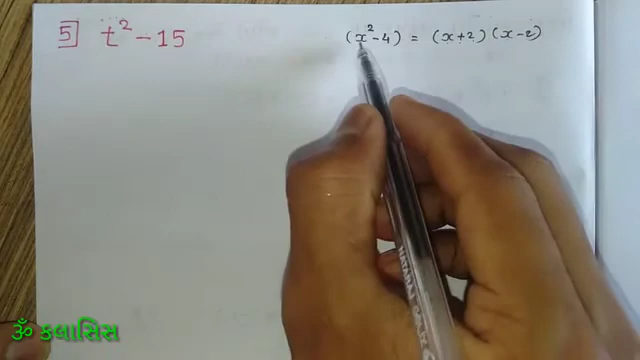 5 t² - 15
(x² - 4) = (x + 2) (x - 2)
ૐ ક્લાસિસ